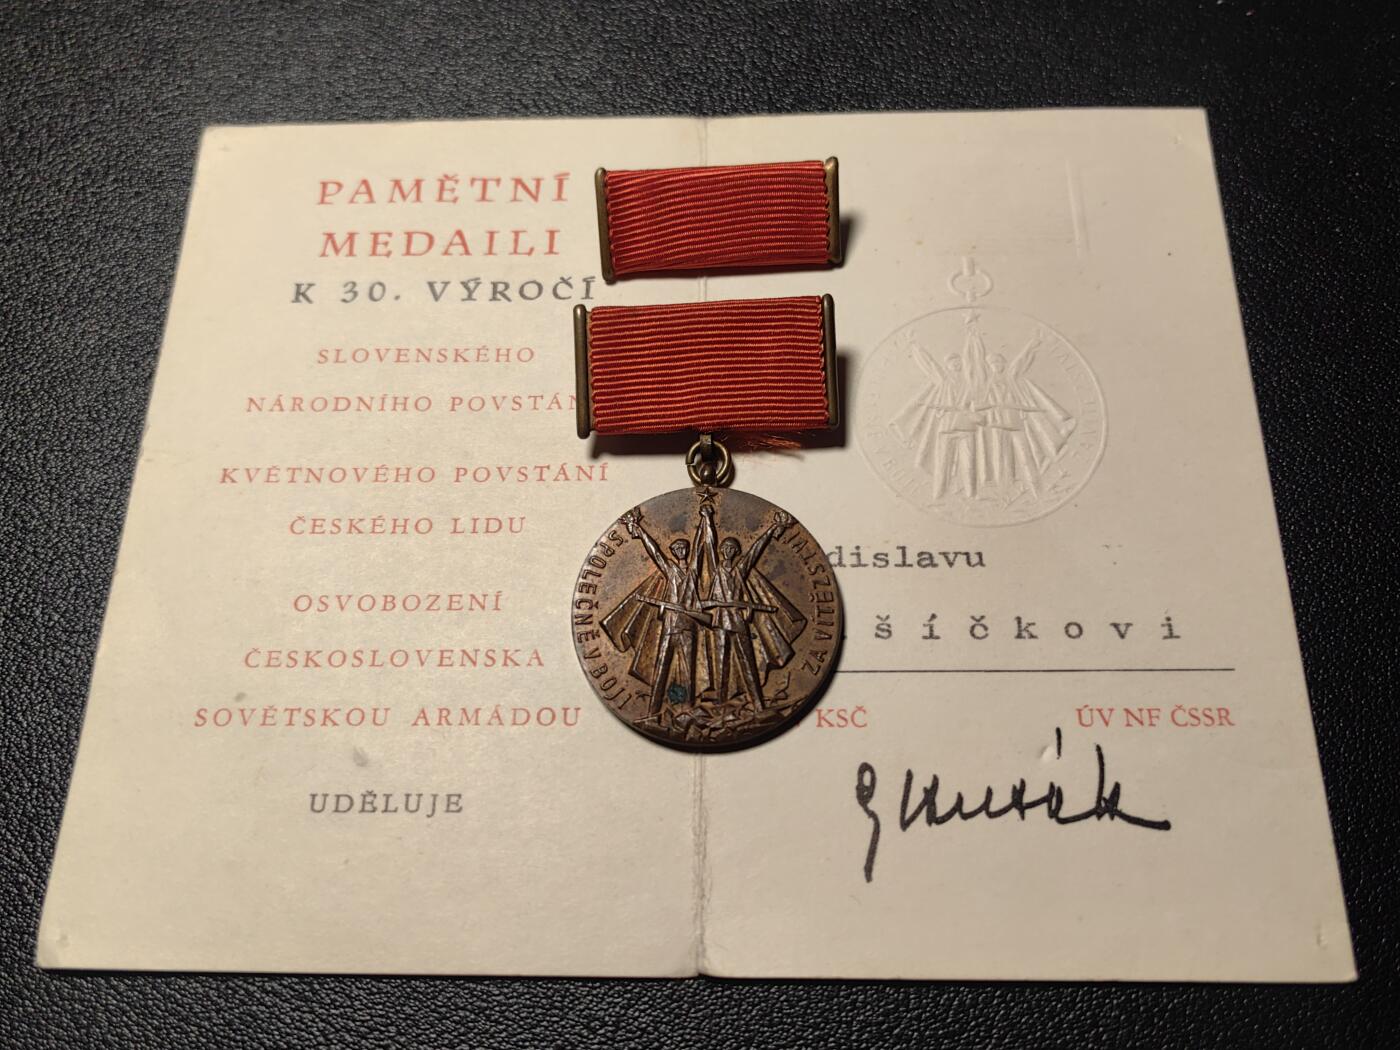 PAMĚTNÍ
MEDAILI
K 30. VÝROČÍ
SLOVENSKÉHO
NÁRODNÍHO POVSTÁN
KVĚTNOVÉHO POVSTÁNÍ
ČESKÉHO LIDU
OSVOBOZENÍ
ČESKOSLOVENSKA
SOVĚTSKOU ARMÁDOU
UDĚLUJE
SPOLEČNĚ V BOJI
ZA VÍTĚZSTVÍ
dislavu
šíčkovi
KSČ
ÚV NF ČSSR
G Husák